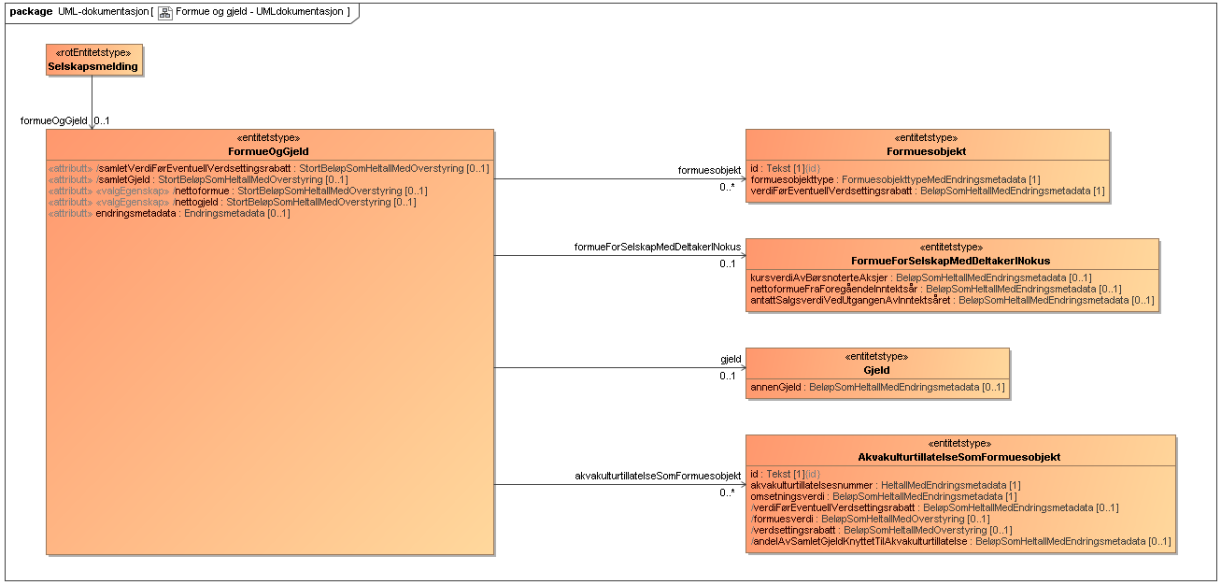 package UML-dokumentasjon [ Formue og gjeld - UMLdokumentasjon ]
«rotEntitetstype»
Selskapsmelding
formueOgGjeld 0..1
«entitetstype»
FormueOgGjeld
«attributt» /samletVerdiFørEventuellVerdsettingsrabatt : StortBeløpSomHeltallMedOverstyring [0..1]
«attributt» /samletGjeld : StortBeløpSomHeltallMedOverstyring [0..1]
«attributt» «valgEgenskap» /nettoformue : StortBeløpSomHeltallMedOverstyring [0..1]
«attributt» «valgEgenskap» /nettogjeld : StortBeløpSomHeltallMedOverstyring [0..1]
«attributt» endringsmetadata : Endringsmetadata [0..1]
formuesobjekt
0..*
«entitetstype»
Formuesobjekt
id : Tekst [1]{id}
formuesobjekttype : FormuesobjekttypeMedEndringsmetadata [1]
verdiFørEventuellVerdsettingsrabatt : BeløpSomHeltallMedEndringsmetadata [1]
formueForSelskapMedDeltakerINokus
0..1
«entitetstype»
FormueForSelskapMedDeltakerINokus
kursverdiAvBørsnoterteAksjer : BeløpSomHeltallMedEndringsmetadata [0..1]
nettoformueFraForegåendeInntektsår : BeløpSomHeltallMedEndringsmetadata [0..1]
antattSalgsverdiVedUtgangenAvInntektsåret : BeløpSomHeltallMedEndringsmetadata [0..1]
gjeld
0..1
«entitetstype»
Gjeld
annenGjeld : BeløpSomHeltallMedEndringsmetadata [0..1]
akvakulturtillatelseSomFormuesobjekt
0..*
«entitetstype»
AkvakulturtillatelseSomFormuesobjekt
id : Tekst [1]{id}
akvakulturtillatelsesnummer : HeltallMedEndringsmetadata [1]
omsetningsverdi : BeløpSomHeltallMedEndringsmetadata [1]
/verdiFørEventuellVerdsettingsrabatt : BeløpSomHeltallMedEndringsmetadata [0..1]
/formuesverdi : BeløpSomHeltallMedOverstyring [0..1]
/verdsettingsrabatt : BeløpSomHeltallMedOverstyring [0..1]
/andelAvSamletGjeldKnyttetTilAkvakulturtillatelse : BeløpSomHeltallMedEndringsmetadata [0..1]